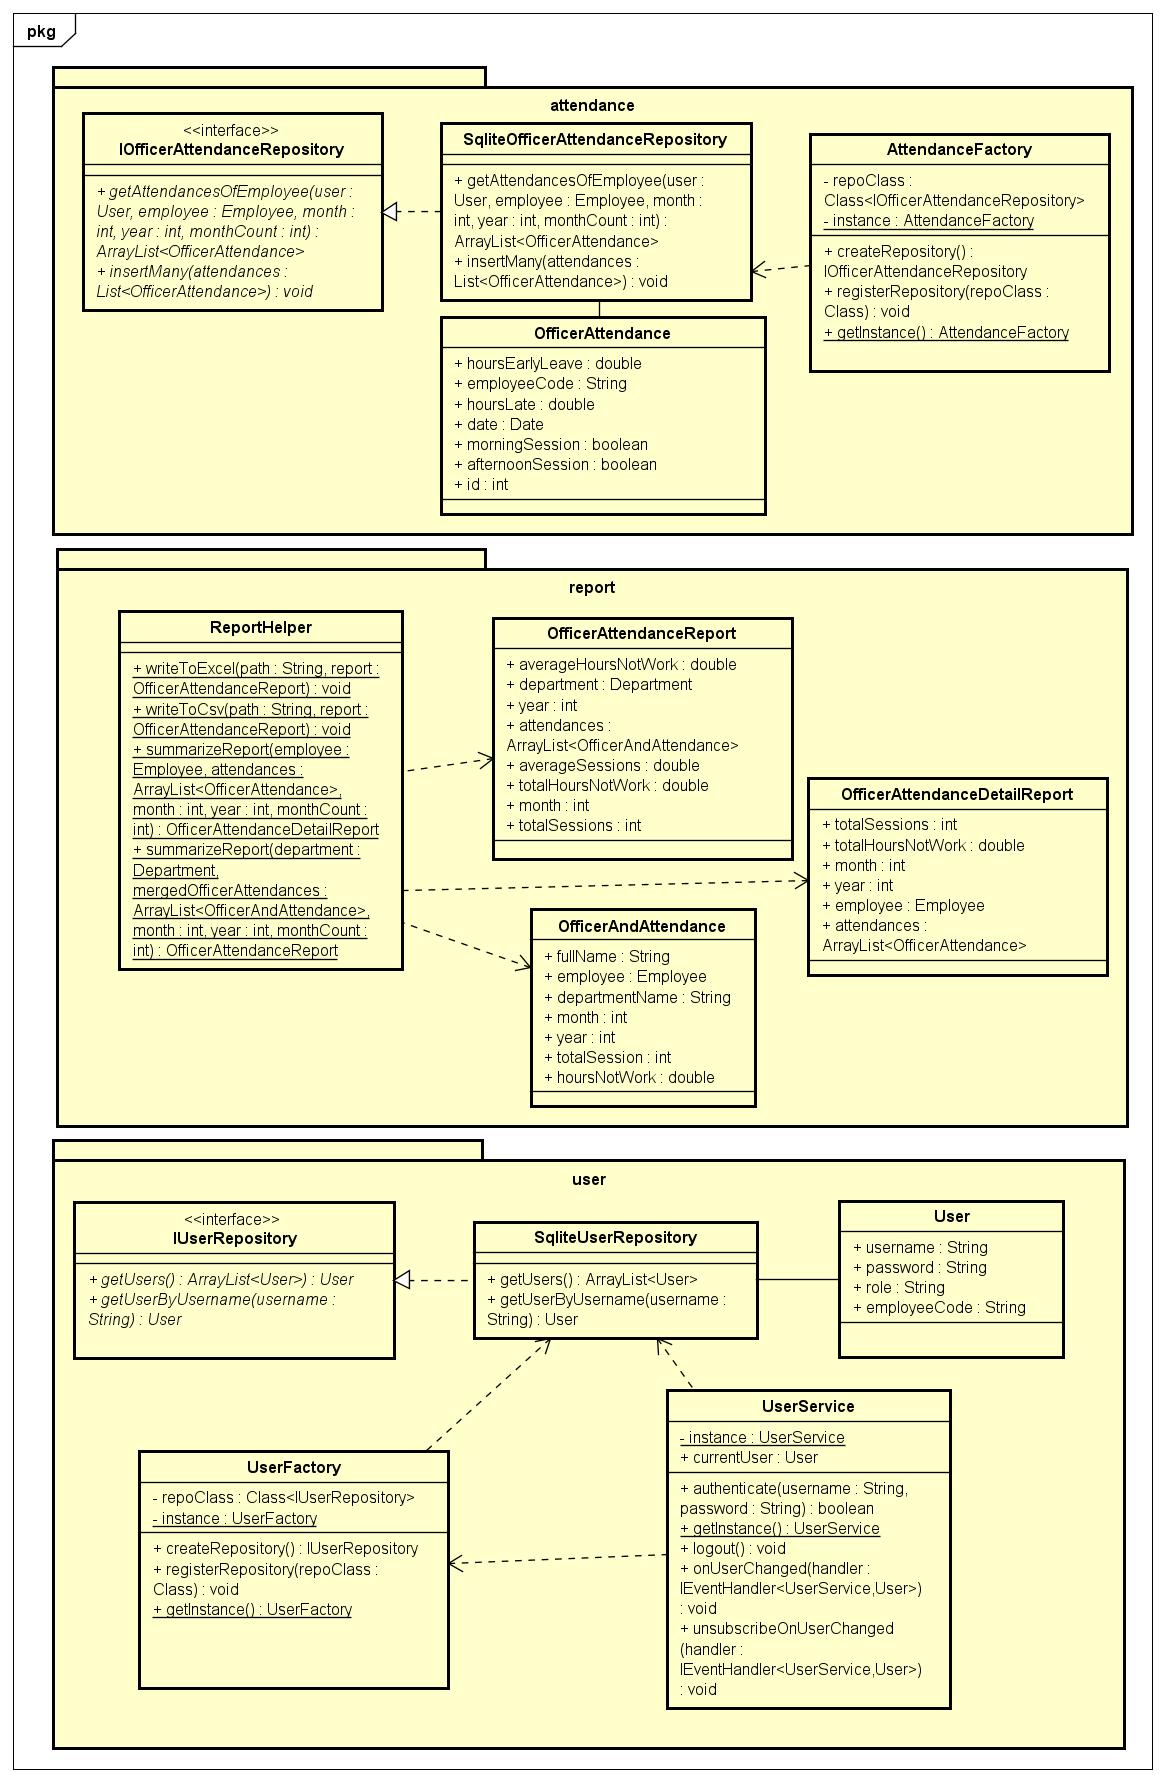 pkg
attendance
<<interface>>
IOfficerAttendanceRepository
+ getAttendancesOfEmployee(user :
User, employee : Employee, month :
int, year : int, monthCount : int) :
ArrayList<OfficerAttendance>
+ insertMany(attendances :
List<OfficerAttendance>) : void
SqliteOfficerAttendanceRepository
+ getAttendancesOfEmployee(user :
User, employee : Employee, month :
int, year : int, monthCount : int) :
ArrayList<OfficerAttendance>
+ insertMany(attendances :
List<OfficerAttendance>) : void
AttendanceFactory
- repoClass :
Class<IOfficerAttendanceRepository>
- instance : AttendanceFactory
+ createRepository() :
IOfficerAttendanceRepository
+ registerRepository(repoClass :
Class) : void
+ getInstance() : AttendanceFactory
OfficerAttendance
+ hoursEarlyLeave : double
+ employeeCode : String
+ hoursLate : double
+ date : Date
+ morningSession : boolean
+ afternoonSession : boolean
+ id : int
report
ReportHelper
+ writeToExcel(path : String, report :
OfficerAttendanceReport) : void
+ writeToCsv(path : String, report :
OfficerAttendanceReport) : void
+ summarizeReport(employee :
Employee, attendances :
ArrayList<OfficerAttendance>,
month : int, year : int, monthCount :
int) : OfficerAttendanceDetailReport
+ summarizeReport(department :
Department,
mergedOfficerAttendances :
ArrayList<OfficerAndAttendance>,
month : int, year : int, monthCount :
int) : OfficerAttendanceReport
OfficerAttendanceReport
+ averageHoursNotWork : double
+ department : Department
+ year : int
+ attendances :
ArrayList<OfficerAndAttendance>
+ averageSessions : double
+ totalHoursNotWork : double
+ month : int
+ totalSessions : int
OfficerAttendanceDetailReport
+ totalSessions : int
+ totalHoursNotWork : double
+ month : int
+ year : int
+ employee : Employee
+ attendances :
ArrayList<OfficerAttendance>
OfficerAndAttendance
+ fullName : String
+ employee : Employee
+ departmentName : String
+ month : int
+ year : int
+ totalSession : int
+ hoursNotWork : double
user
<<interface>>
IUserRepository
+ getUsers() : ArrayList<User>) : User
+ getUserByUsername(username :
String) : User
SqliteUserRepository
+ getUsers() : ArrayList<User>
+ getUserByUsername(username :
String) : User
User
+ username : String
+ password : String
+ role : String
+ employeeCode : String
UserFactory
- repoClass : Class<IUserRepository>
- instance : UserFactory
+ createRepository() : IUserRepository
+ registerRepository(repoClass :
Class) : void
+ getInstance() : UserFactory
UserService
- instance : UserService
+ currentUser : User
+ authenticate(username : String,
password : String) : boolean
+ getInstance() : UserService
+ logout() : void
+ onUserChanged(handler :
IEventHandler<UserService,User>)
: void
+ unsubscribeOnUserChanged
(handler :
IEventHandler<UserService,User>)
: void